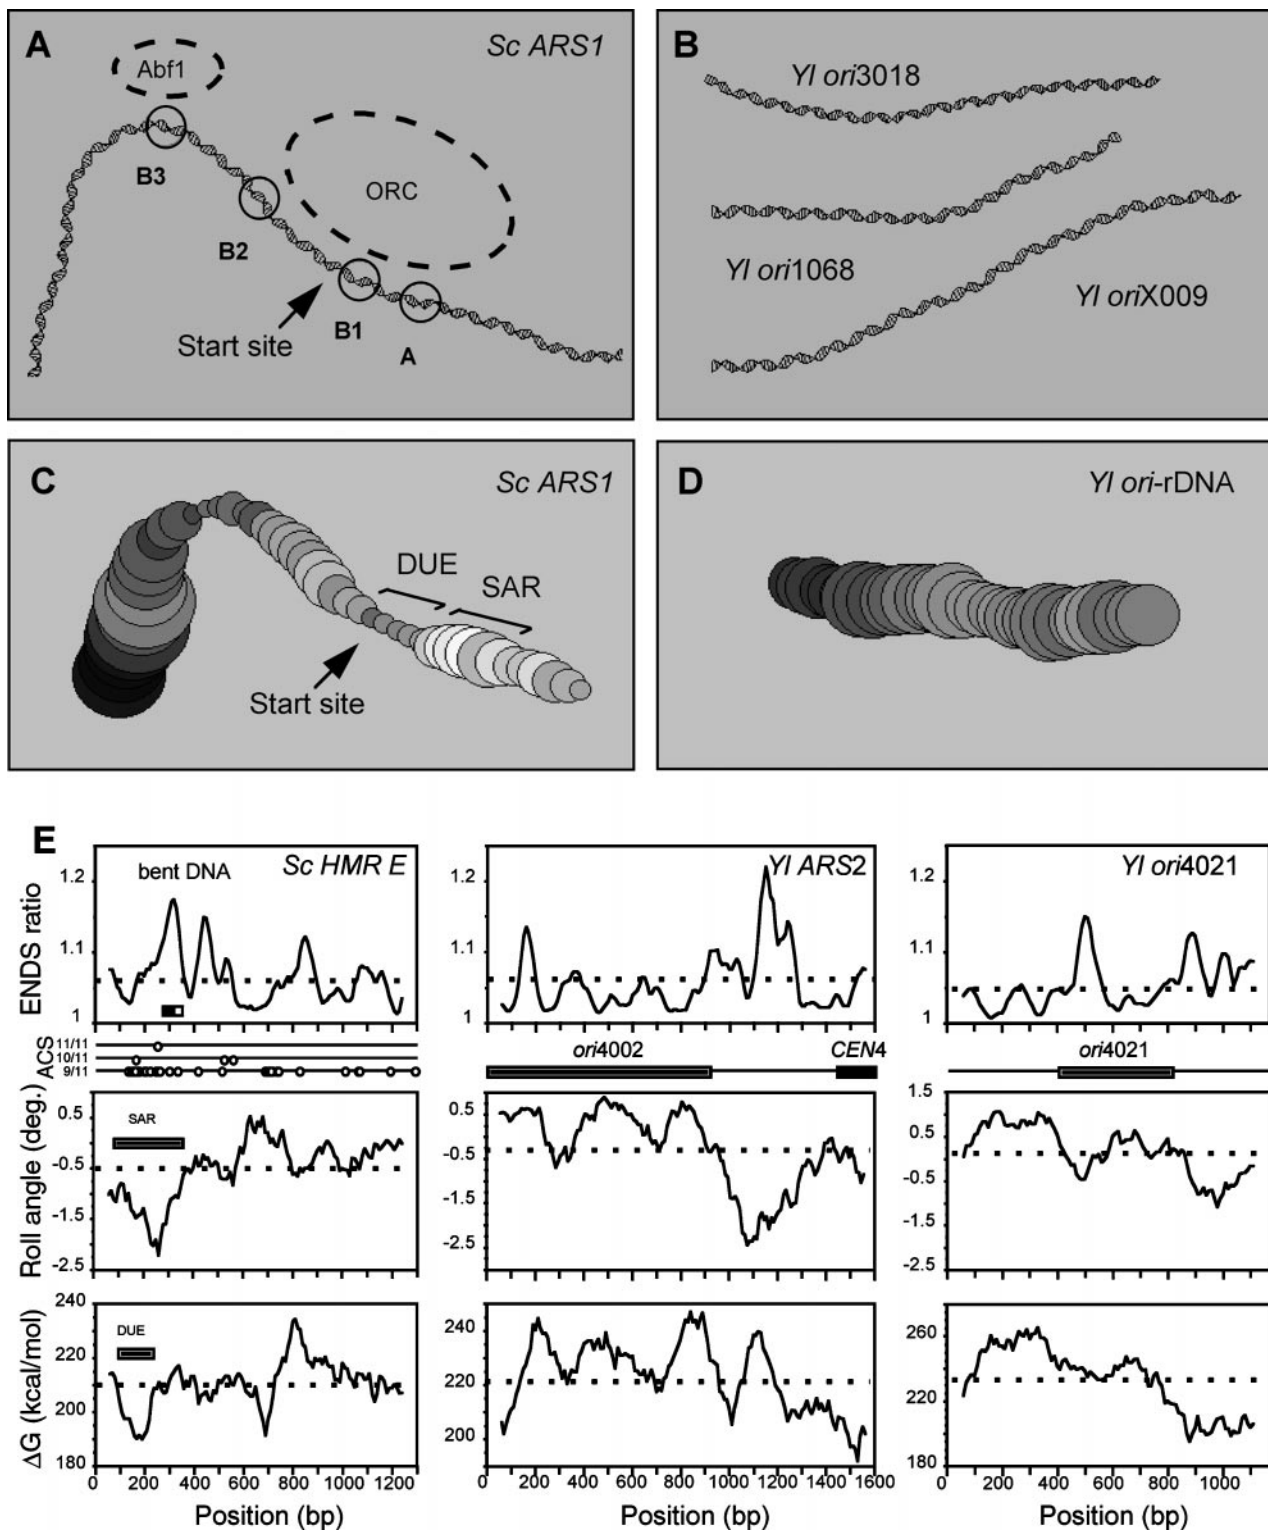 A
Sc ARS1
Abf1
B3
ORC
B2
B1
A
Start site
B
Yl ori3018
Yl ori1068
Yl oriX009
C
Sc ARS1
DUE
SAR
Start site
D
Yl ori-rDNA
E
bent DNA
Sc HMR E
Yl ARS2
Yl ori4021
ENDS ratio
1.2
1.1
1
1.2
1.1
1
1.2
1.1
1
ACS
11/11
10/11
9/11
ori4002
CEN4
ori4021
Roll angle (deg.)
SAR
0.5
-0.5
-1.5
-2.5
0.5
-0.5
-1.5
-2.5
1.5
0.5
-0.5
-1.5
-2.5
ΔG (kcal/mol)
DUE
240
220
200
180
240
220
200
260
220
180
0 200 400 600 800 1000 1200
0 200 400 600 800 1000 1200 1400 1600
0 200 400 600 800 1000
Position (bp)
Position (bp)
Position (bp)